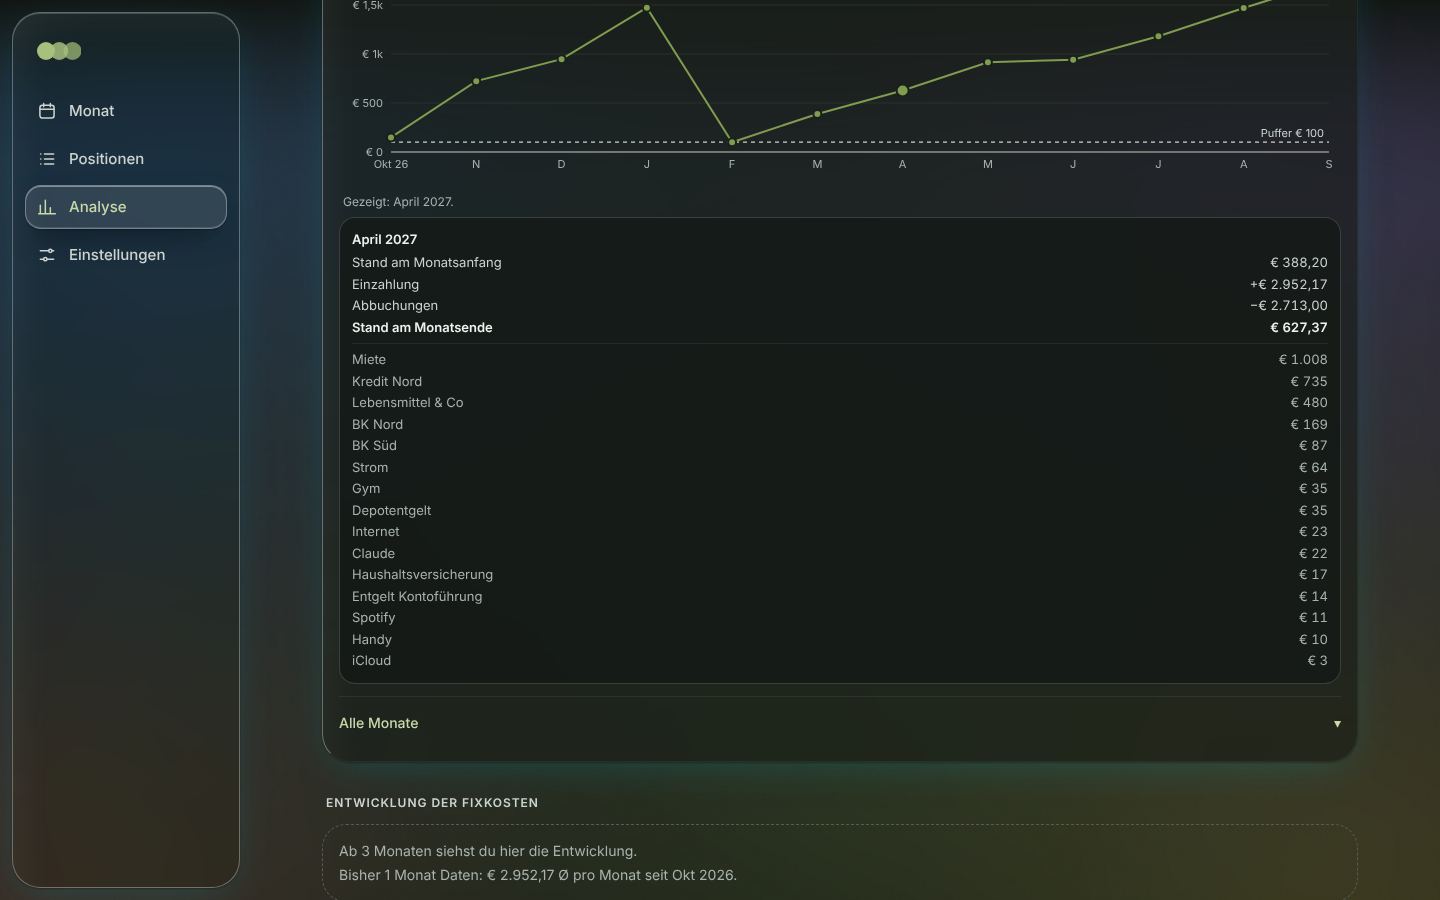 Monat
Positionen
Analyse
Einstellungen
€ 1,5k
€ 1k
€ 500
€ 0
Puffer € 100
Okt 26 N D J F M A M J J A S
Gezeigt: April 2027.
April 2027
Stand am Monatsanfang € 388,20
Einzahlung +€ 2.952,17
Abbuchungen −€ 2.713,00
Stand am Monatsende € 627,37
Miete € 1.008
Kredit Nord € 735
Lebensmittel & Co € 480
BK Nord € 169
BK Süd € 87
Strom € 64
Gym € 35
Depotentgelt € 35
Internet € 23
Claude € 22
Haushaltsversicherung € 17
Entgelt Kontoführung € 14
Spotify € 11
Handy € 10
iCloud € 3
Alle Monate ▼
ENTWICKLUNG DER FIXKOSTEN
Ab 3 Monaten siehst du hier die Entwicklung.
Bisher 1 Monat Daten: € 2.952,17 Ø pro Monat seit Okt 2026.